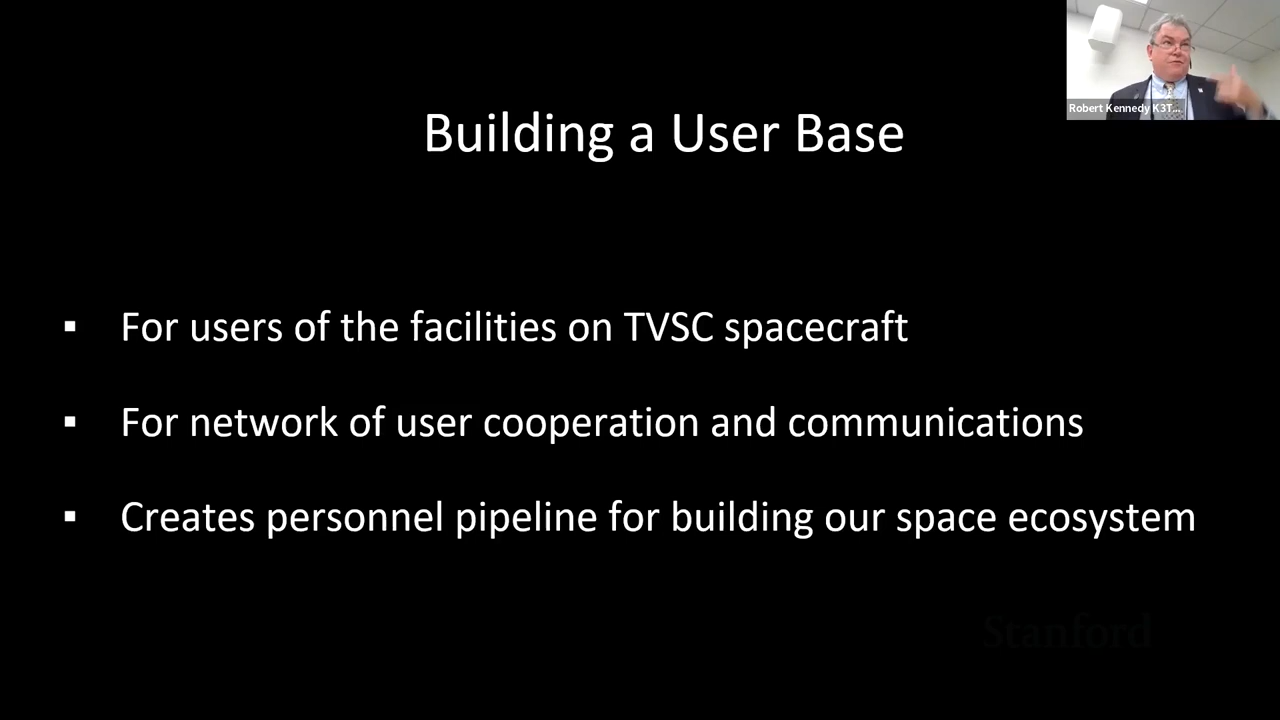 Building a User Base
Robert Kennedy K3T...
▪ For users of the facilities on TVSC spacecraft
▪ For network of user cooperation and communications
▪ Creates personnel pipeline for building our space ecosystem
Stanford